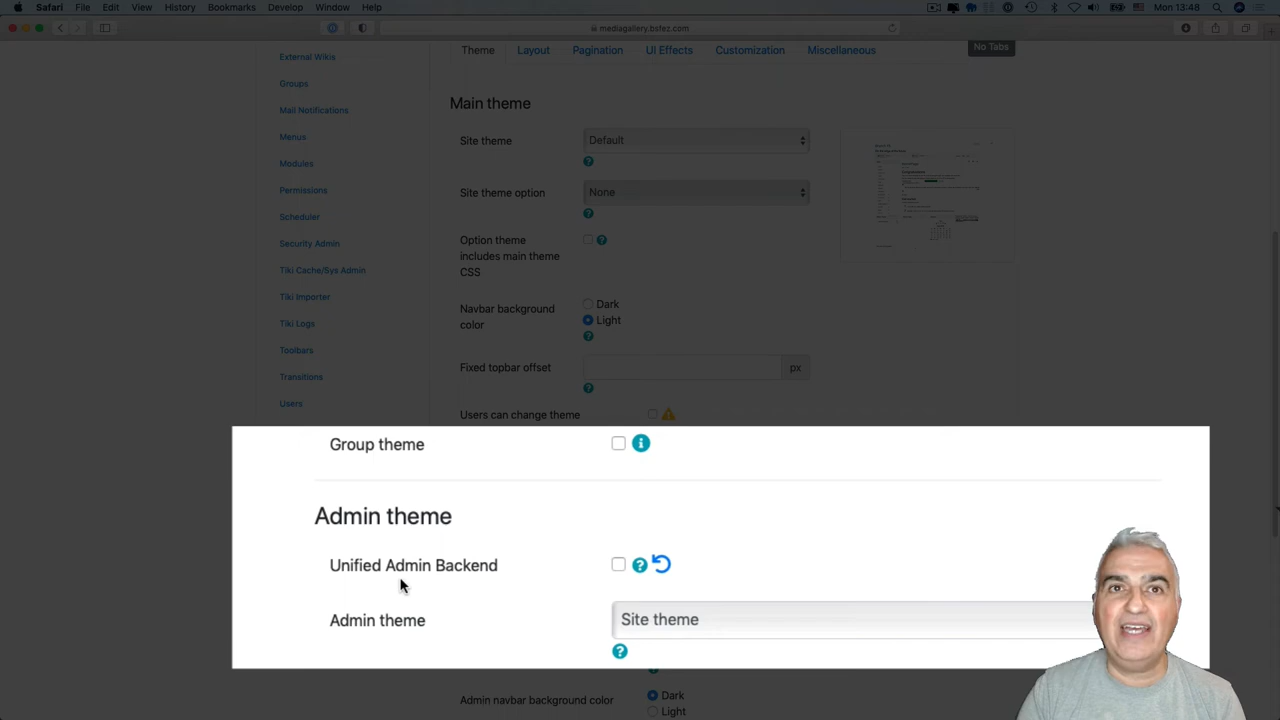 Safari File Edit View History Bookmarks Develop Window Help Mon 13:48
mediagallery.bsfez.com
External Wikis
Groups
Mail Notifications
Menus
Modules
Permissions
Scheduler
Security Admin
Tiki Cache/Sys Admin
Tiki Importer
Tiki Logs
Toolbars
Transitions
Users
Theme Layout Pagination UI Effects Customization Miscellaneous No Tabs
Main theme
Site theme Default
Site theme option None
Option theme
includes main theme
CSS
Navbar background
color
Dark
Light
Fixed topbar offset px
Users can change theme
Group theme
Admin theme
Unified Admin Backend
Admin theme Site theme
Admin navbar background color Dark
Light